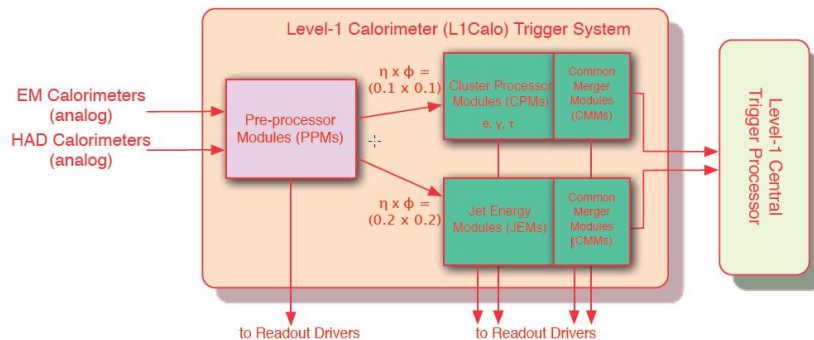 Level-1 Calorimeter (L1Calo) Trigger System
EM Calorimeters
(analog)
HAD Calorimeters
(analog)
Pre-processor
Modules (PPMs)
η x ϕ =
(0.1 x 0.1)
Cluster Processor
Modules (CPMs)
e, γ, τ
Common
Merger
Modules
(CMMs)
η x ϕ =
(0.2 x 0.2)
Jet Energy
Modules (JEMs)
Common
Merger
Modules
(CMMs)
Level-1 Central
Trigger Processor
to Readout Drivers
to Readout Drivers